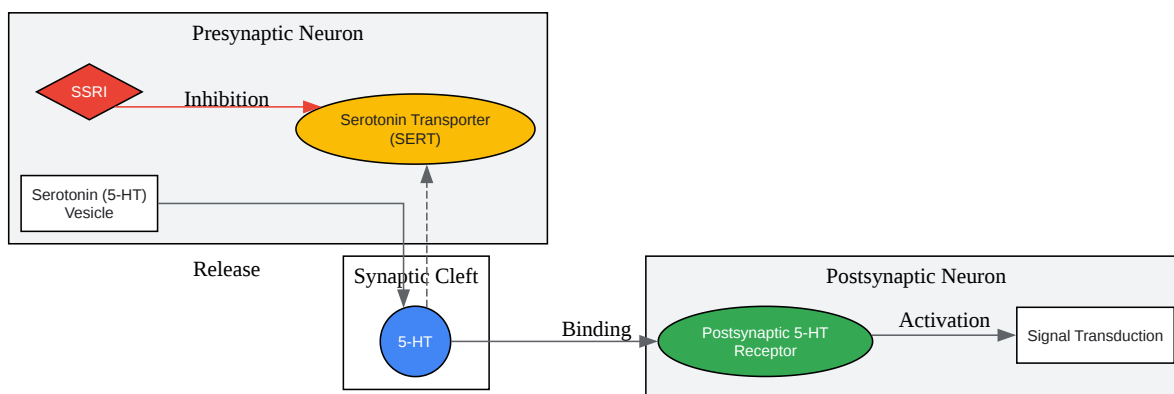 Presynaptic Neuron
SSRI
Inhibition
Serotonin Transporter
(SERT)
Serotonin (5-HT)
Vesicle
Release
Synaptic Cleft
5-HT
Binding
Postsynaptic Neuron
Postsynaptic 5-HT
Receptor
Activation
Signal Transduction